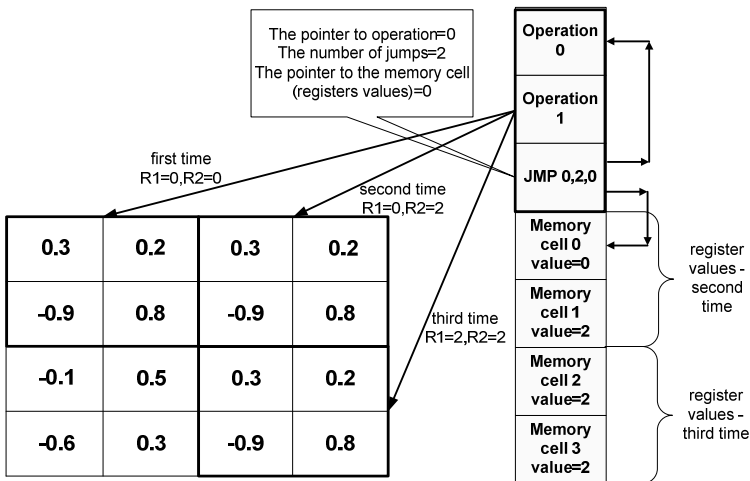 The pointer to operation=0
The number of jumps=2
The pointer to the memory cell
(registers values)=0
Operation
0
Operation
1
JMP 0,2,0
first time
R1=0,R2=0
second time
R1=0,R2=2
third time
R1=2,R2=2
0.3 0.2 0.3 0.2
-0.9 0.8 -0.9 0.8
-0.1 0.5 0.3 0.2
-0.6 0.3 -0.9 0.8
Memory
cell 0
value=0
Memory
cell 1
value=2
Memory
cell 2
value=2
Memory
cell 3
value=2
register
values -
second
time
register
values -
third time